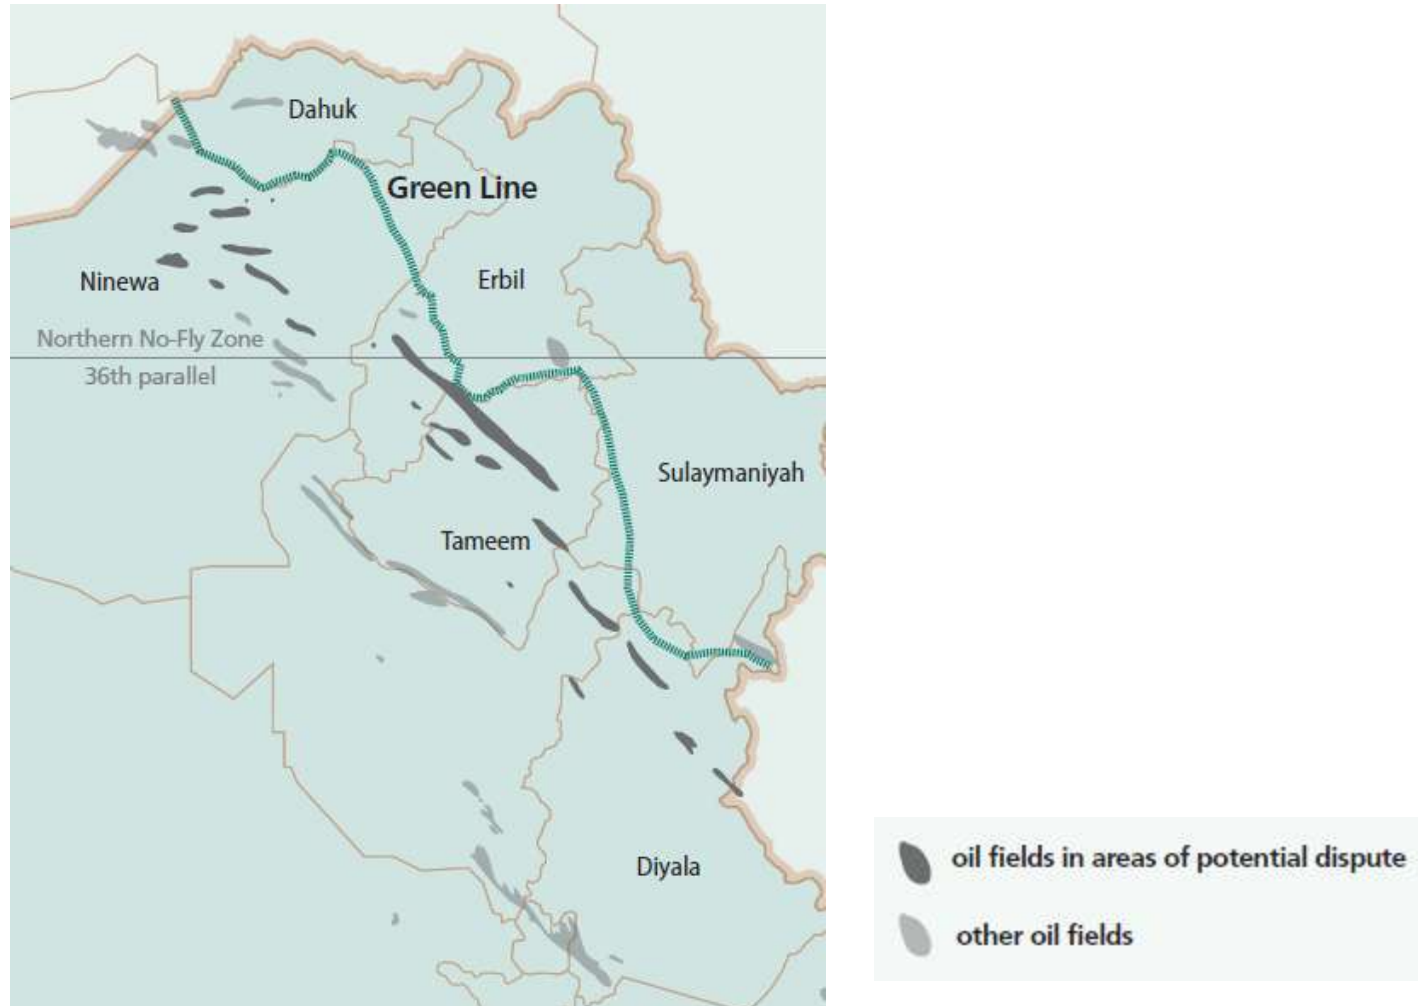 Dahuk
Green Line
Ninewa
Erbil
Northern No-Fly Zone
36th parallel
Sulaymaniyah
Tameem
Diyala
oil fields in areas of potential dispute
other oil fields